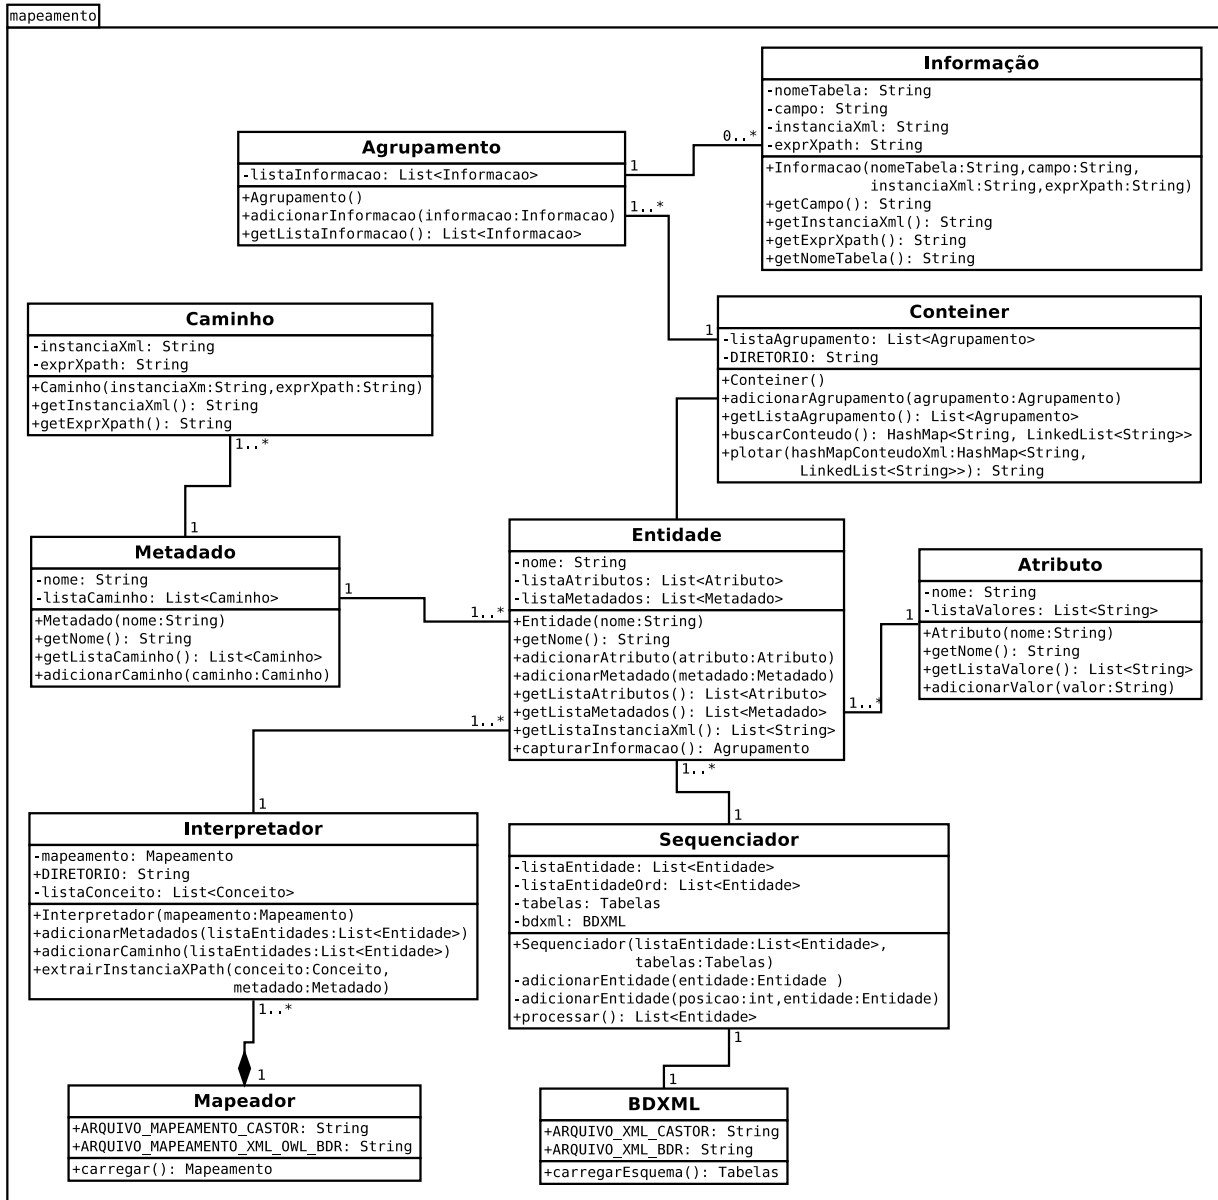 mapeamento
Informação
-nomeTabela: String
-campo: String
-instanciaXml: String
-exprXpath: String
+Informacao(nomeTabela:String,campo:String,
instanciaXml:String,exprXpath:String)
+getCampo(): String
+getInstanciaXml(): String
+getExprXpath(): String
+getNomeTabela(): String
0..*
1
Agrupamento
-listaInformacao: List<Informacao>
+Agrupamento()
+adicionarInformacao(informacao:Informacao)
+getListaInformacao(): List<Informacao>
1..*
1
Conteiner
-listaAgrupamento: List<Agrupamento>
-DIRETORIO: String
+Conteiner()
+adicionarAgrupamento(agrupamento:Agrupamento)
+getListaAgrupamento(): List<Agrupamento>
+buscarConteudo(): HashMap<String, LinkedList<String>>
+plotar(hashMapConteudoXml:HashMap<String,
LinkedList<String>>): String
Caminho
-instanciaXml: String
-exprXpath: String
+Caminho(instanciaXm:String,exprXpath:String)
+getInstanciaXml(): String
+getExprXpath(): String
1..*
1
Metadado
-nome: String
-listaCaminho: List<Caminho>
+Metadado(nome:String)
+getNome(): String
+getListaCaminho(): List<Caminho>
+adicionarCaminho(caminho:Caminho)
1
1..*
Entidade
-nome: String
-listaAtributos: List<Atributo>
-listaMetadados: List<Metadado>
+Entidade(nome:String)
+getNome(): String
+adicionarAtributo(atributo:Atributo)
+adicionarMetadado(metadado:Metadado)
+getListaAtributos(): List<Atributo>
+getListaMetadados(): List<Metadado>
+getListaInstanciaXml(): List<String>
+capturarInformacao(): Agrupamento
Atributo
-nome: String
-listaValores: List<String>
+Atributo(nome:String)
+getNome(): String
+getListaValore(): List<String>
+adicionarValor(valor:String)
1
1..*
1..*
1
1..*
1
Interpretador
-mapeamento: Mapeamento
+DIRETORIO: String
-listaConceito: List<Conceito>
+Interpretador(mapeamento:Mapeamento)
+adicionarMetadados(listaEntidades:List<Entidade>)
+adicionarCaminho(listaEntidades:List<Entidade>)
+extrairInstanciaXPath(conceito:Conceito,
metadado:Metadado)
1..*
1
Sequenciador
-listaEntidade: List<Entidade>
-listaEntidadeOrd: List<Entidade>
-tabelas: Tabelas
-bdxml: BDXML
+Sequenciador(listaEntidade:List<Entidade>,
tabelas:Tabelas)
-adicionarEntidade(entidade:Entidade )
-adicionarEntidade(posicao:int,entidade:Entidade)
+processar(): List<Entidade>
1
1
Mapeador
+ARQUIVO_MAPEAMENTO_CASTOR: String
+ARQUIVO_MAPEAMENTO_XML_OWL_BDR: String
+carregar(): Mapeamento
BDXML
+ARQUIVO_XML_CASTOR: String
+ARQUIVO_XML_BDR: String
+carregarEsquema(): Tabelas